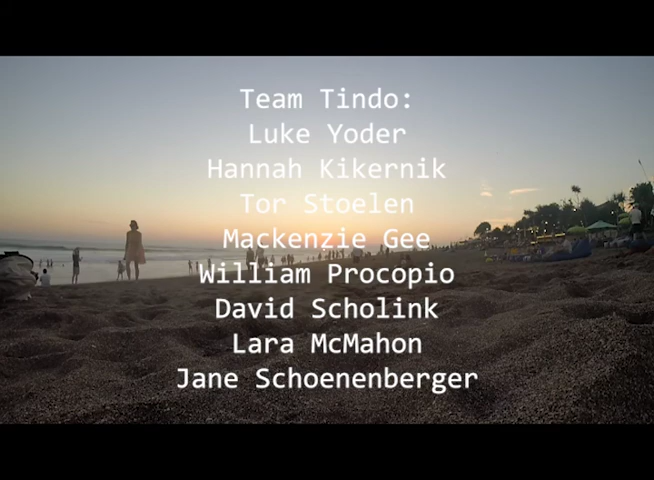 Team Tindo:
Luke Yoder
Hannah Kikernik
Tor Stoelen
Mackenzie Gee
William Procopio
David Scholink
Lara McMahon
Jane Schoenenberger